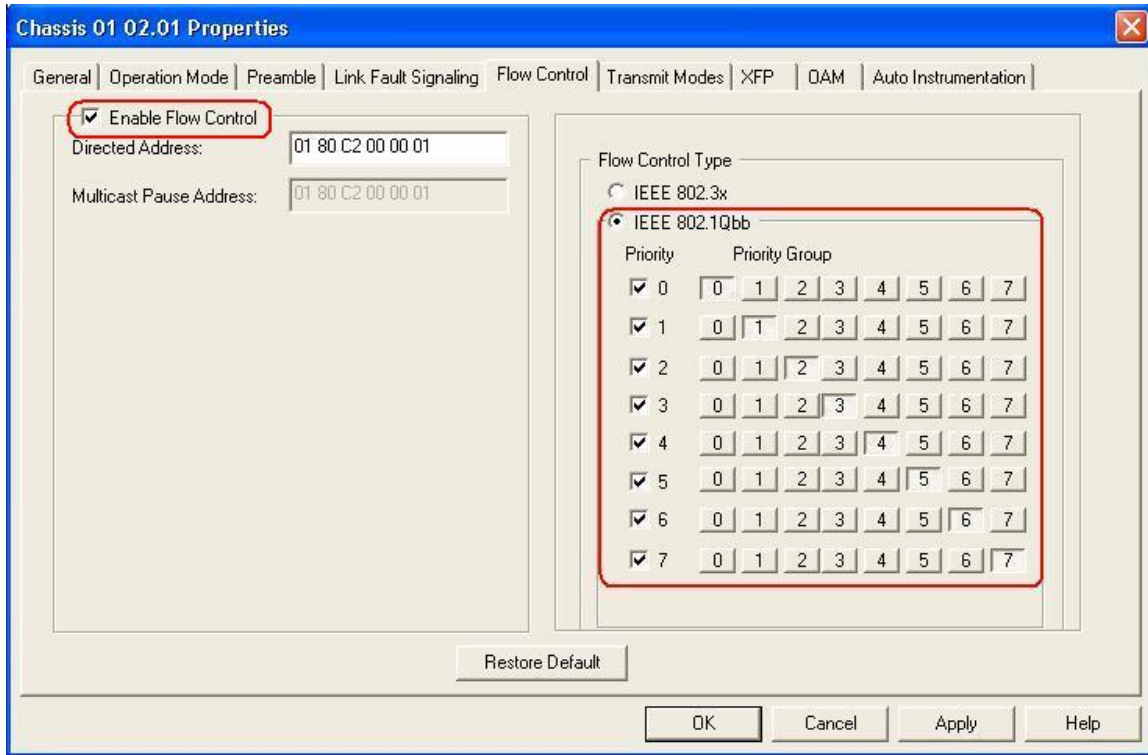 Chassis 01 02.01 Properties
General Operation Mode Preamble Link Fault Signaling Flow Control Transmit Modes XFP OAM Auto Instrumentation
Enable Flow Control
Directed Address: 01 80 C2 00 00 01
Multicast Pause Address: 01 80 C2 00 00 01
Flow Control Type
IEEE 802.3x
IEEE 802.1Qbb
Priority Priority Group
0 0 1 2 3 4 5 6 7
1 0 1 2 3 4 5 6 7
2 0 1 2 3 4 5 6 7
3 0 1 2 3 4 5 6 7
4 0 1 2 3 4 5 6 7
5 0 1 2 3 4 5 6 7
6 0 1 2 3 4 5 6 7
7 0 1 2 3 4 5 6 7
Restore Default
OK Cancel Apply Help